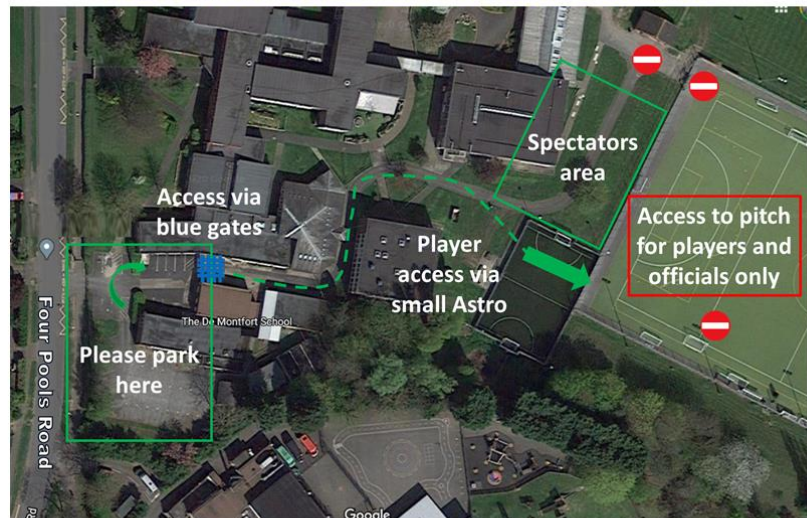 Spectators
area
Access via
blue gates
Access to pitch
for players and
officials only
Player
access via
small Astro
The De Montfort School
Please park
here
Four Pools Road
Rd
Google